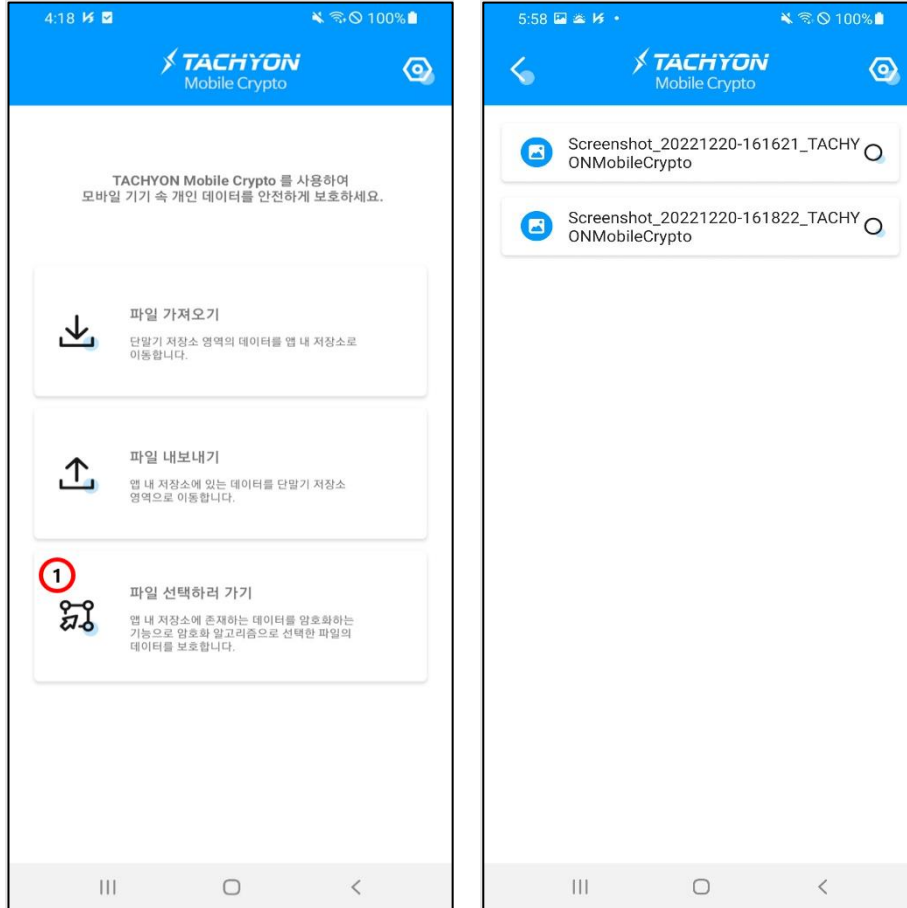 4:18
100%
TACHYON
Mobile Crypto
TACHYON Mobile Crypto 를 사용하여
모바일 기기 속 개인 데이터를 안전하게 보호하세요.
파일 가져오기
단말기 저장소 영역의 데이터를 앱 내 저장소로
이동합니다.
파일 내보내기
앱 내 저장소에 있는 데이터를 단말기 저장소
영역으로 이동합니다.
1
파일 선택하러 가기
앱 내 저장소에 존재하는 데이터를 암호화하는
기능으로 암호화 알고리즘으로 선택한 파일의
데이터를 보호합니다.
5:58
100%
TACHYON
Mobile Crypto
Screenshot_20221220-161621_TACHY
ONMobileCrypto
Screenshot_20221220-161822_TACHY
ONMobileCrypto